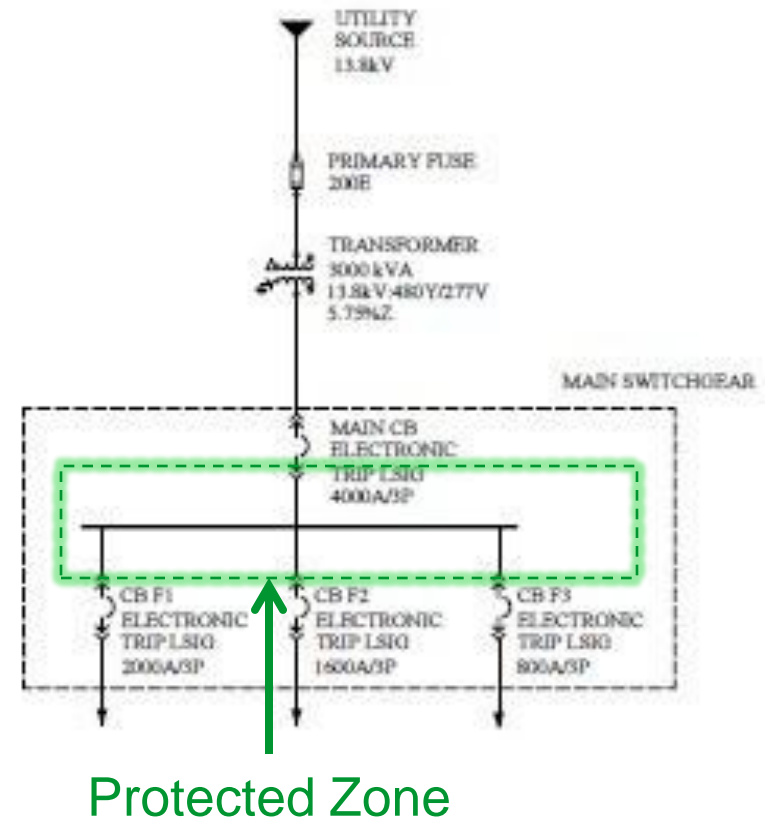 UTILITY
SOURCE
13.8kV
PRIMARY FUSE
200E
TRANSFORMER
3000 kVA
13.8kV:480Y/277V
5.75%Z
MAIN SWITCHGEAR
MAIN CB
ELECTRONIC
TRIP LSIG
4000A/3P
CB F1
ELECTRONIC
TRIP LSIG
2000A/3P
CB F2
ELECTRONIC
TRIP LSIG
1600A/3P
CB F3
ELECTRONIC
TRIP LSIG
800A/3P
Protected Zone